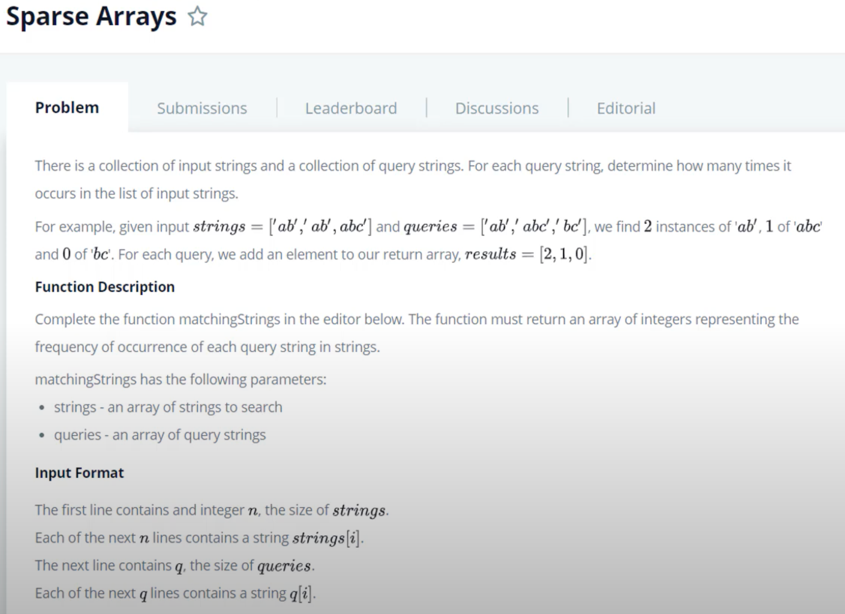 Sparse Arrays
Problem Submissions Leaderboard Discussions Editorial
There is a collection of input strings and a collection of query strings. For each query string, determine how many times it
occurs in the list of input strings.
For example, given input strings = ['ab',' ab', abc'] and queries = ['ab',' abc',' bc'], we find 2 instances of 'ab', 1 of 'abc'
and 0 of 'bc'. For each query, we add an element to our return array, results = [2, 1, 0].
Function Description
Complete the function matchingStrings in the editor below. The function must return an array of integers representing the
frequency of occurrence of each query string in strings.
matchingStrings has the following parameters:
• strings - an array of strings to search
• queries - an array of query strings
Input Format
The first line contains and integer n, the size of strings.
Each of the next n lines contains a string strings[i].
The next line contains q, the size of queries.
Each of the next q lines contains a string q[i].